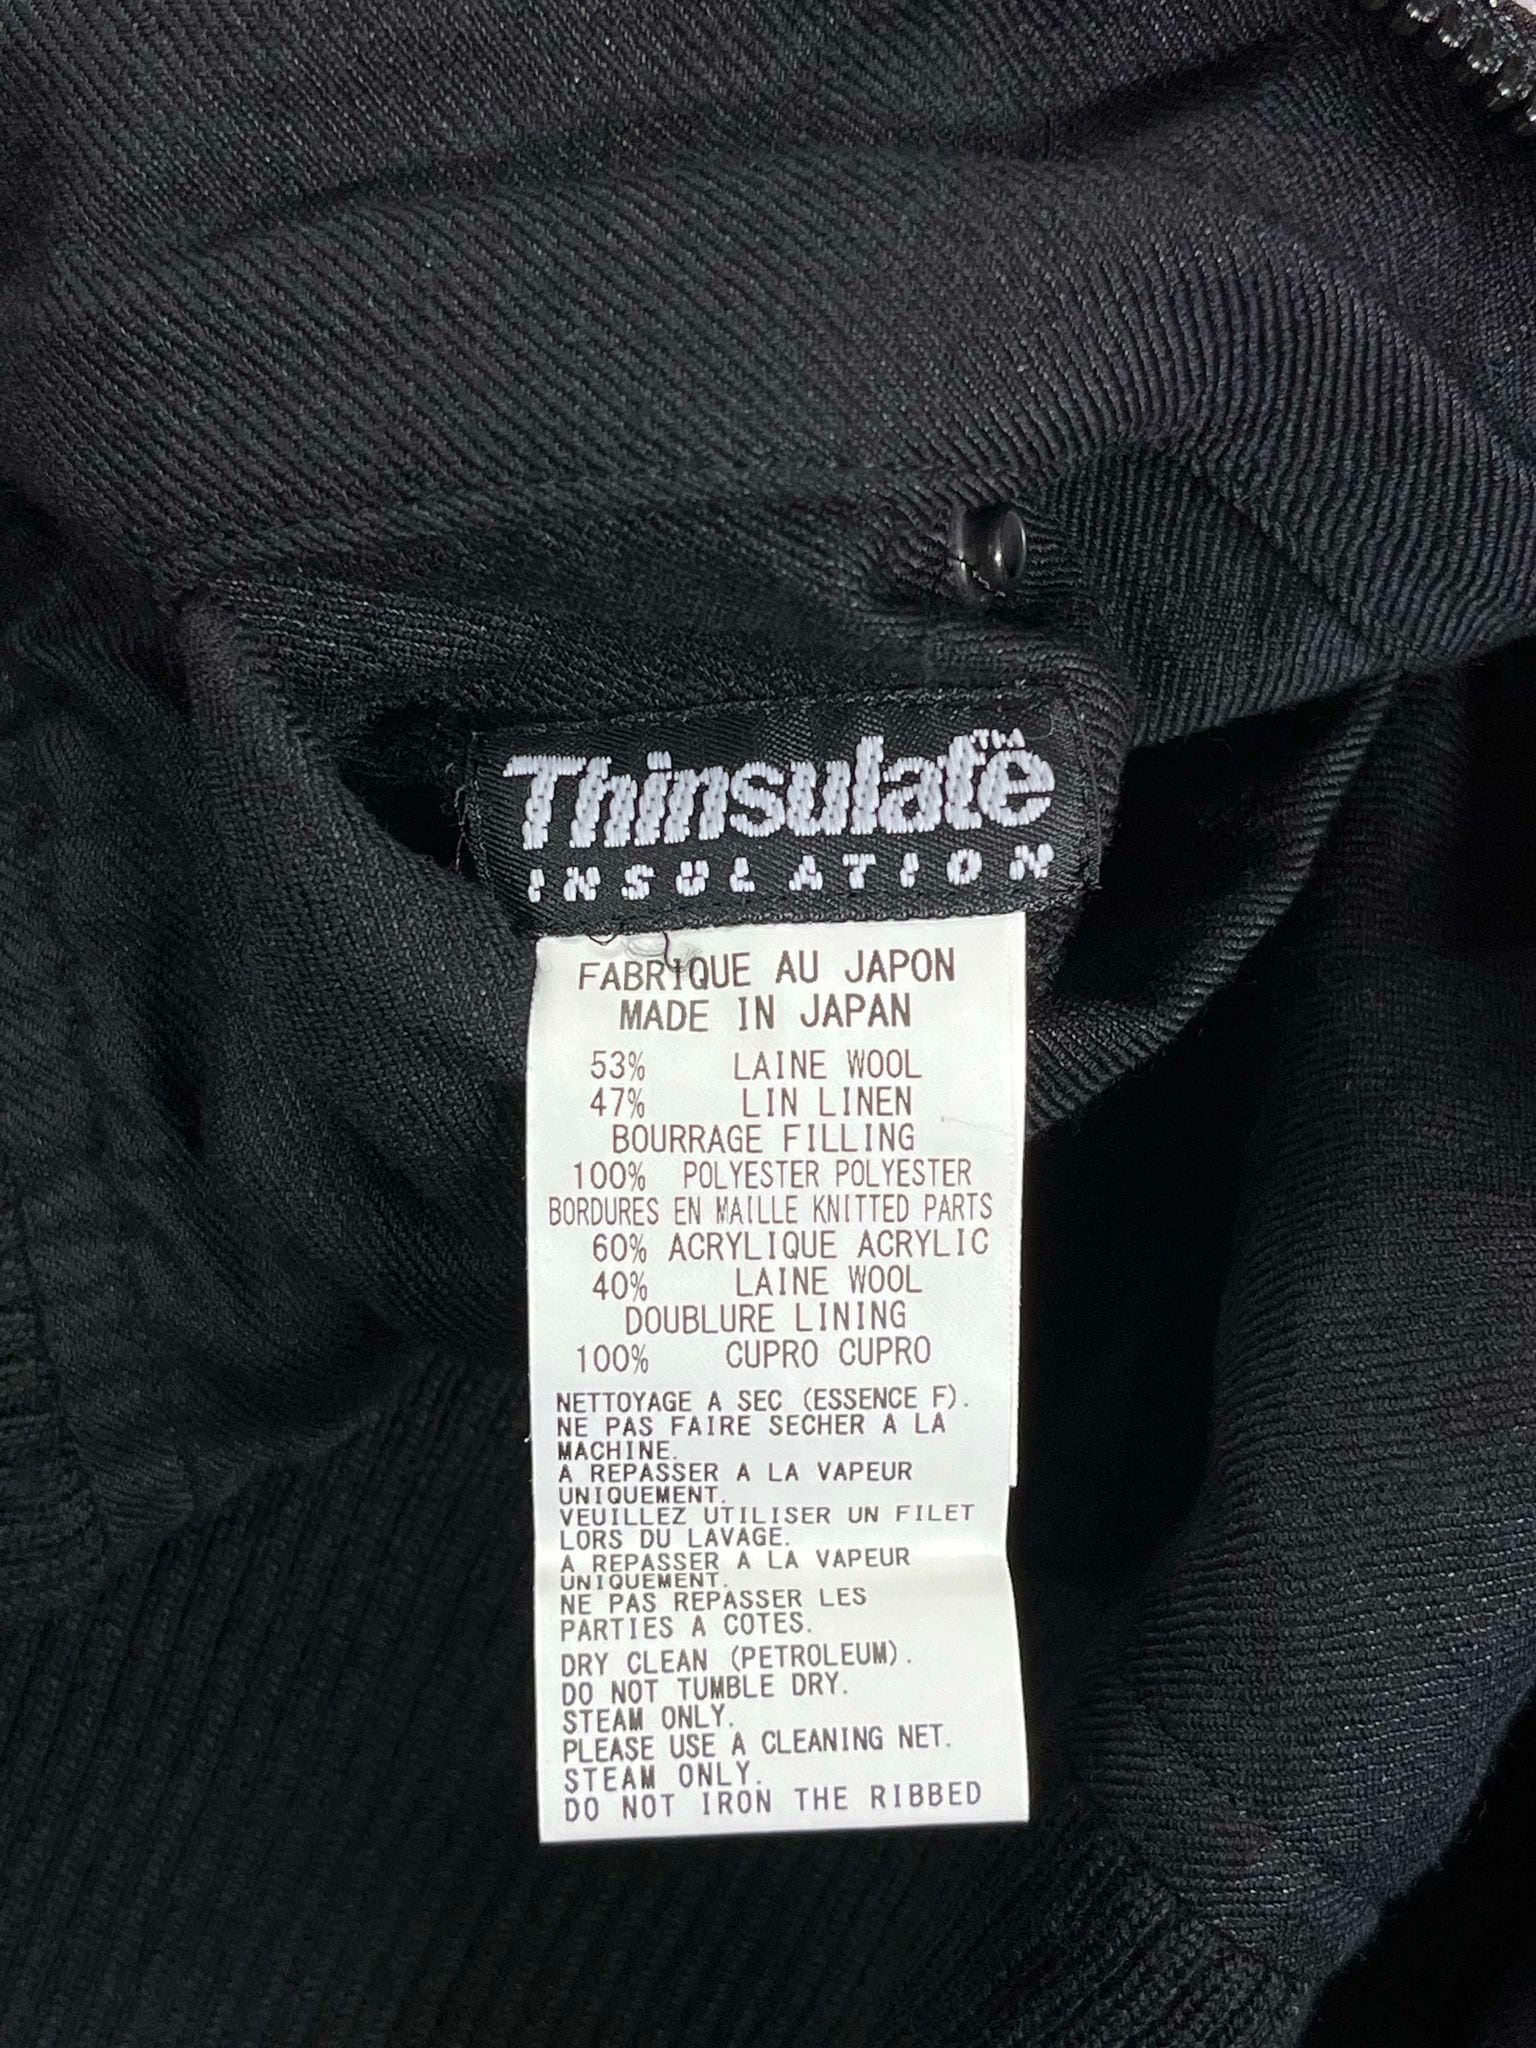 Thinsulate™
INSULATION
FABRIQUE AU JAPON
MADE IN JAPAN
53% LAINE WOOL
47% LIN LINEN
BOURRAGE FILLING
100% POLYESTER POLYESTER
BORDURES EN MAILLE KNITTED PARTS
60% ACRYLIQUE ACRYLIC
40% LAINE WOOL
DOUBLURE LINING
100% CUPRO CUPRO
NETTOYAGE A SEC (ESSENCE F).
NE PAS FAIRE SECHER A LA
MACHINE.
A REPASSER A LA VAPEUR
UNIQUEMENT.
VEUILLEZ UTILISER UN FILET
LORS DU LAVAGE.
A REPASSER A LA VAPEUR
UNIQUEMENT.
NE PAS REPASSER LES
PARTIES A COTES.
DRY CLEAN (PETROLEUM).
DO NOT TUMBLE DRY.
STEAM ONLY.
PLEASE USE A CLEANING NET.
STEAM ONLY.
DO NOT IRON THE RIBBED